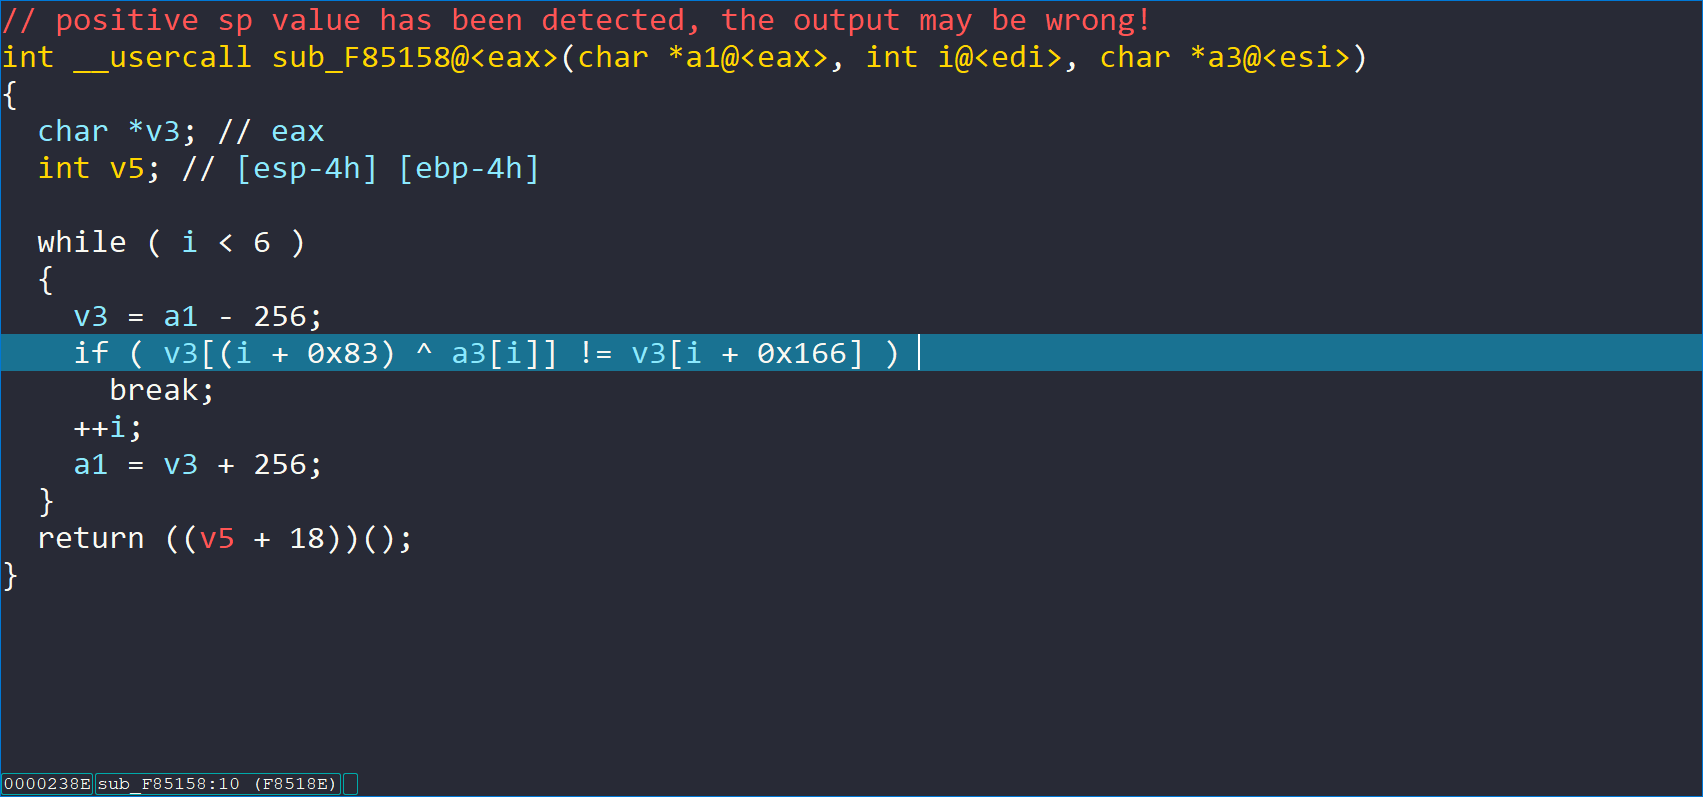 // positive sp value has been detected, the output may be wrong!
int __usercall sub_F85158@<eax>(char *a1@<eax>, int i@<edi>, char *a3@<esi>)
{
  char *v3; // eax
  int v5; // [esp-4h] [ebp-4h]

  while ( i < 6 )
  {
    v3 = a1 - 256;
    if ( v3[(i + 0x83) ^ a3[i]] != v3[i + 0x166] )
      break;
    ++i;
    a1 = v3 + 256;
  }
  return ((v5 + 18))();
}
0000238E sub_F85158:10 (F8518E)